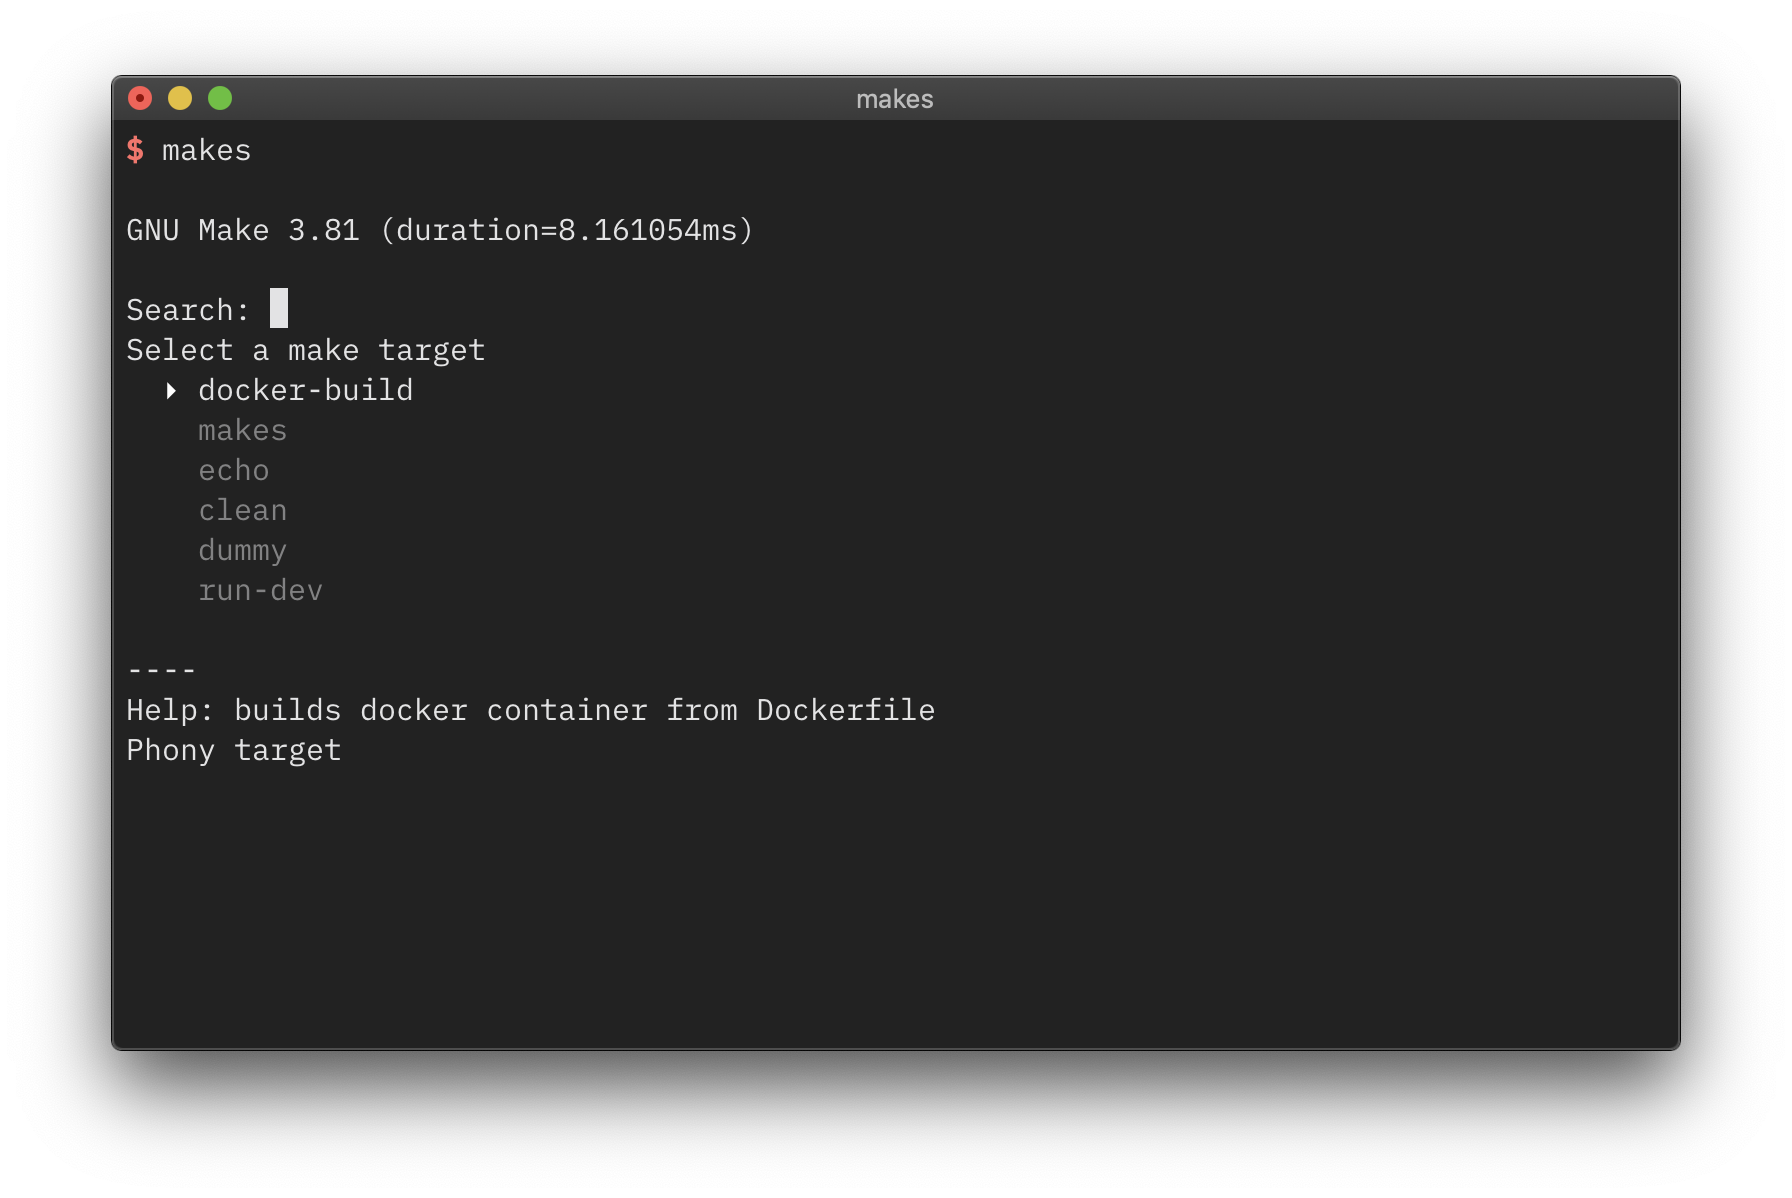 makes
$ makes
GNU Make 3.81 (duration=8.161054ms)
Search:
Select a make target
docker-build
makes
echo
clean
dummy
run-dev
----
Help: builds docker container from Dockerfile
Phony target